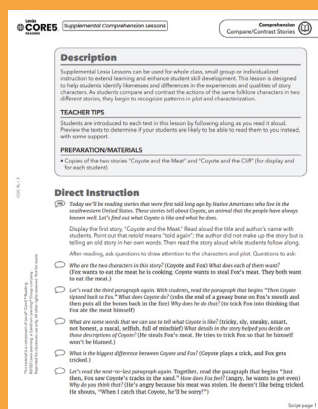 Lexia
CORE5 Supplemental Comprehension Lessons
READING
Comprehension
Compare/Contrast Stories
Description
Supplemental Lexia Lessons can be used for whole class, small group or individualized
instruction to extend learning and enhance student development. This lesson is designed
to help students identify likenesses and differences in the experiences and qualities of story
characters. As students compare and contrast the actions of the same folklore characters in two
different stories, they begin to recognize patterns in plot and characterization.
TEACHER TIPS
Students are introduced to each text in this lesson by following along as you read it aloud.
Preview the texts to determine if your students are likely to be able to read them to you instead,
with some support.
PREPARATION/MATERIALS
• Copies of the two stories "Coyote and the Meat" and "Coyote and the Cliff" (for display and
for each student)
Direct Instruction
Today we'll be reading stories that were first told long ago by Native Americans who live in the
southwestern United States. These stories tell about Coyote, an animal that the people have always
known well. Let's find out what Coyote is like and what he does.
Display the first story, "Coyote and the Meat." Read aloud the title and author's name with
students. Point out that retold means "told again"; the author did not make up the story but is
telling an old story in her own words. Then read the story aloud while students follow along.
After reading, ask questions to draw attention to the characters and plot. Questions to ask:
Who are the two characters in this story? (Coyote and Fox) What does each of them want?
(Fox wants to eat the meat he is cooking. Coyote wants to steal Fox's meat. They both want
to eat the meat.)
Let's read the third paragraph again. With students, read the paragraph that begins "Then Coyote
tiptoed back to Fox." What does Coyote do? (rubs the end of a greasy bone on Fox's mouth and
then puts all the bones back in the fire) Why does he do that? (to trick Fox into thinking that
Fox ate the meat himself)
What are some words that we can use to tell what Coyote is like? (tricky, sly, sneaky, smart,
not honest, a rascal, selfish, full of mischief) What details in the story helped you decide on
those descriptions of Coyote? (He steals Fox's meat. He tries to trick Fox so that he himself
won't be blamed.)
What is the biggest difference between Coyote and Fox? (Coyote plays a trick, and Fox gets
tricked.)
Let's reread the next-to-last paragraph again. Together, read the paragraph that begins "Just
then, Fox saw Coyote's tracks in the sand." How does Fox feel? (angry, he wants to get even)
Why do you think that? (He's angry because his meat was stolen. He doesn't like being tricked.
He shouts, "When I catch that Coyote, he'll be sorry!")
Script page 1